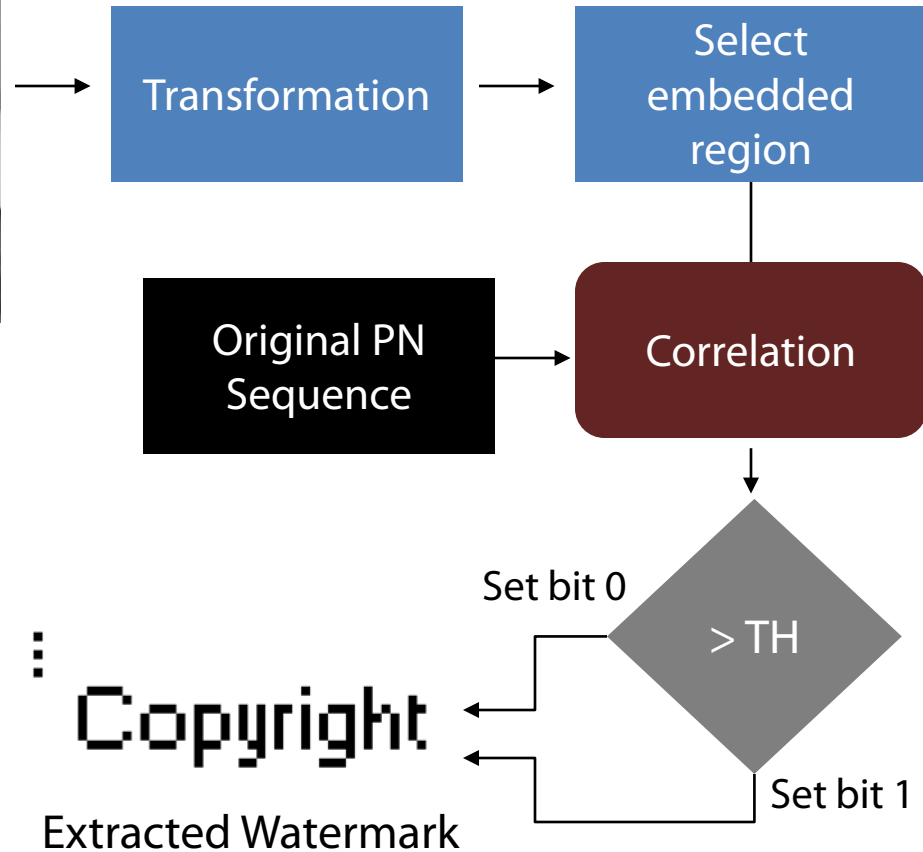 Transformation
Select
embedded
region
Original PN
Sequence
Correlation
Set bit 0
> TH
Copyright
Set bit 1
Extracted Watermark